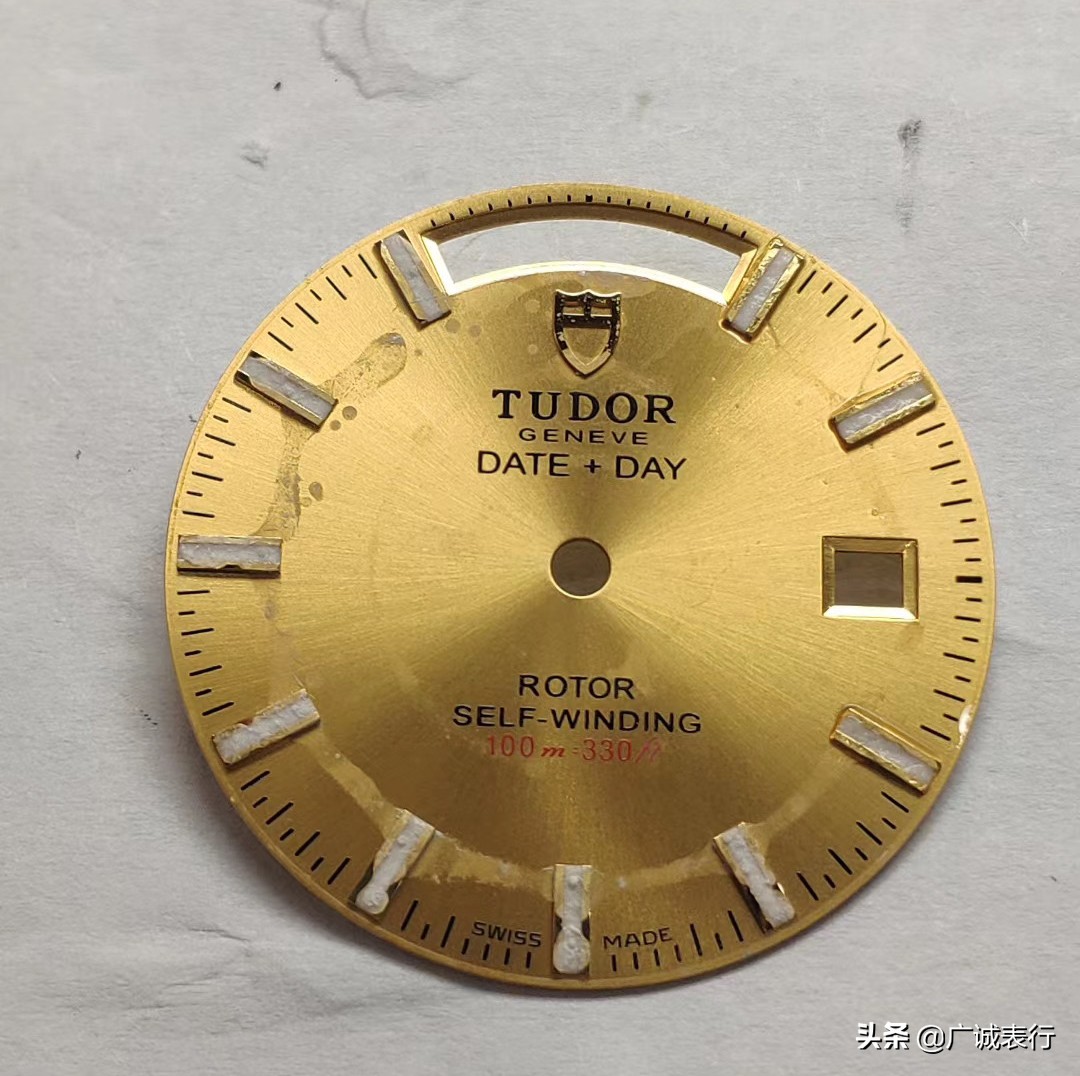 TUDOR
GENEVE
DATE + DAY
ROTOR
SELF-WINDING
100m=330ft
SWISS MADE
头条 @广诚表行